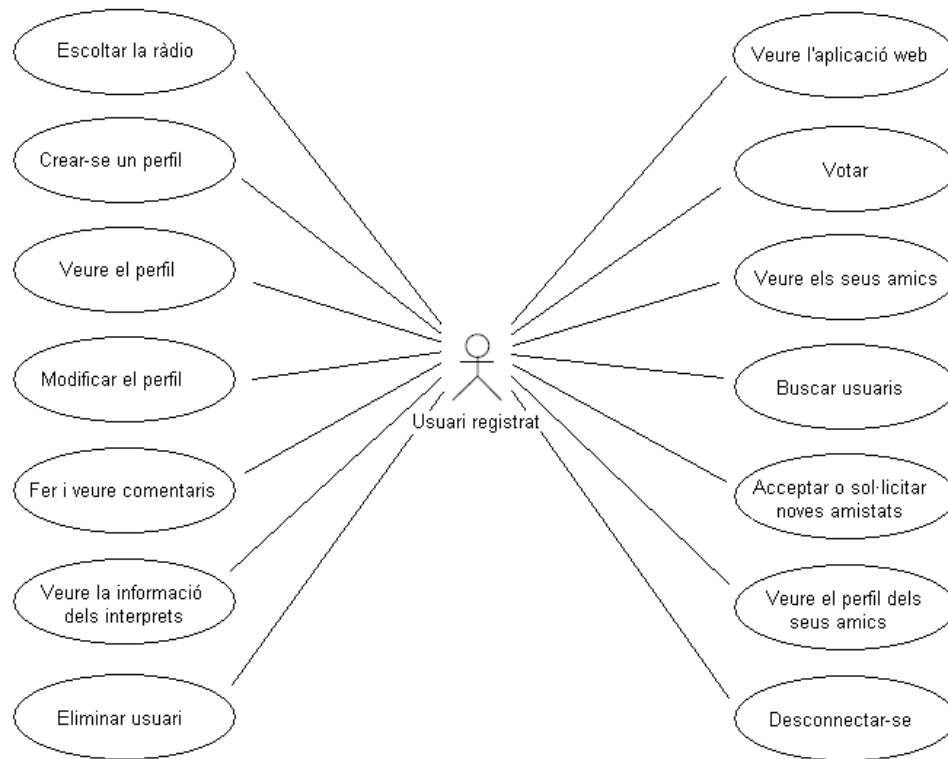 Escoltar la ràdio
Crear-se un perfil
Veure el perfil
Modificar el perfil
Fer i veure comentaris
Veure la informació
dels interprets
Eliminar usuari
Usuari registrat
Veure l'aplicació web
Votar
Veure els seus amics
Buscar usuaris
Acceptar o sol·licitar
noves amistats
Veure el perfil dels
seus amics
Desconnectar-se